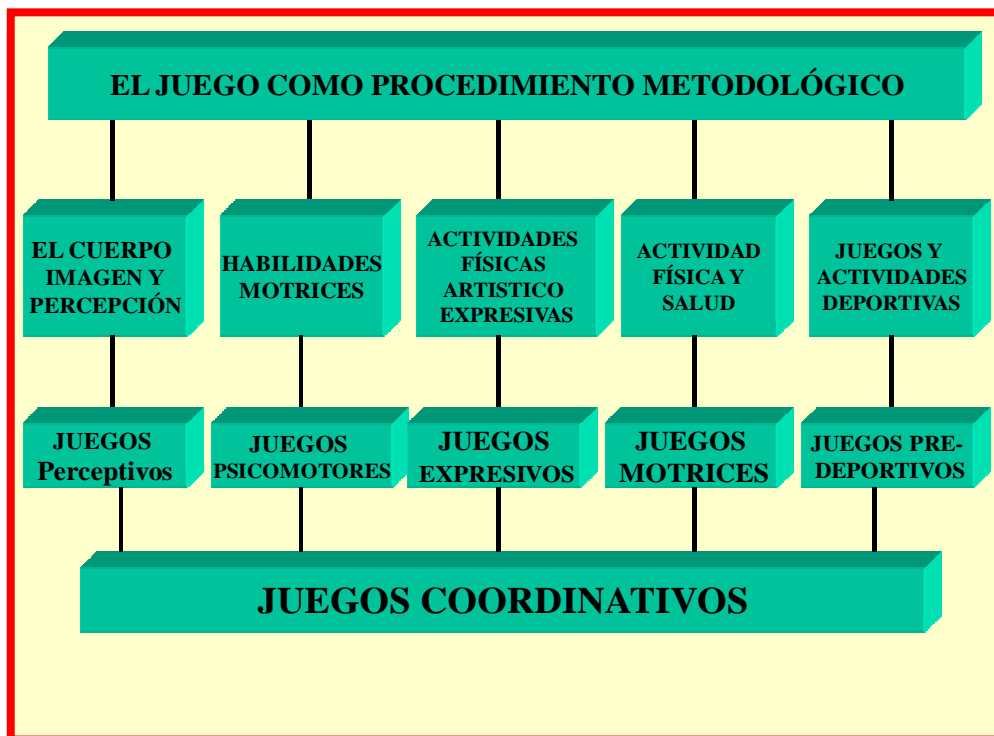 EL JUEGO COMO PROCEDIMIENTO METODOLÓGICO
EL CUERPO
IMAGEN Y
PERCEPCIÓN
HABILIDADES
MOTRICES
ACTIVIDADES
FÍSICAS
ARTISTICO
EXPRESIVAS
ACTIVIDAD
FÍSICA Y
SALUD
JUEGOS Y
ACTIVIDADES
DEPORTIVAS
JUEGOS
Perceptivos
JUEGOS
PSICOMOTORES
JUEGOS
EXPRESIVOS
JUEGOS
MOTRICES
JUEGOS PRE-
DEPORTIVOS
JUEGOS COORDINATIVOS